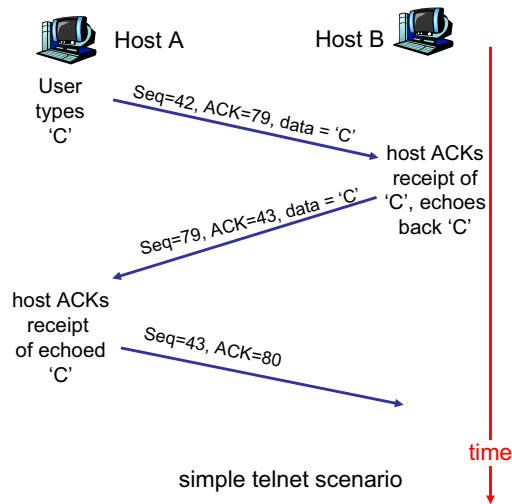 Host A
Host B
User
types
‘C’
Seq=42, ACK=79, data = ‘C’
host ACKs
receipt of
‘C’, echoes
back ‘C’
Seq=79, ACK=43, data = ‘C’
host ACKs
receipt
of echoed
‘C’
Seq=43, ACK=80
time
simple telnet scenario